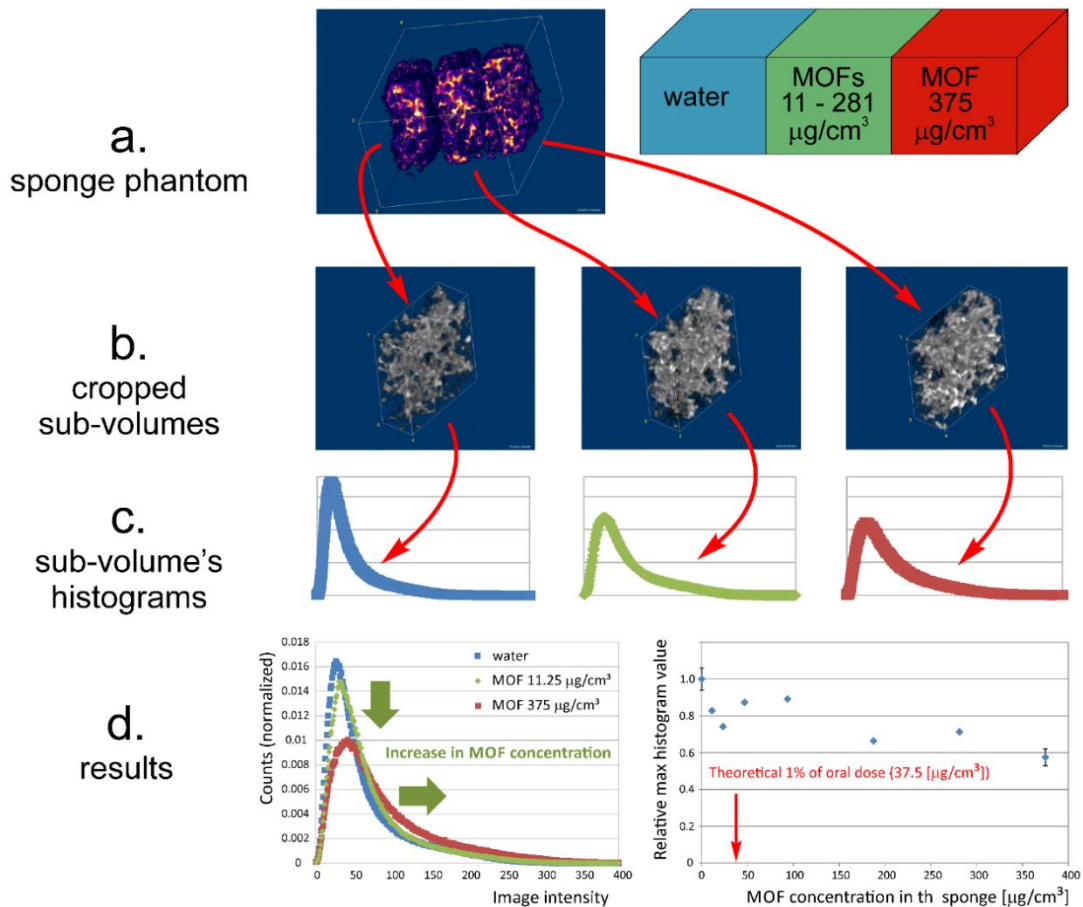 a.
sponge phantom
water
MOFs
11 - 281
µg/cm³
MOF
375
µg/cm³
b.
cropped
sub-volumes
c.
sub-volume's
histograms
d.
results
Counts (normalized)
0.018
0.016
0.014
0.012
0.01
0.008
0.006
0.004
0.002
0
water
MOF 11.25 µg/cm³
MOF 375 µg/cm³
Increase in MOF concentration
0 50 100 150 200 250 300 350 400
Image intensity
Relative max histogram value
1.2
1.0
0.8
0.6
0.4
0.2
0
Theoretical 1% of oral dose (37.5 [µg/cm³])
0 50 100 150 200 250 300 350 400
MOF concentration in th sponge [µg/cm³]